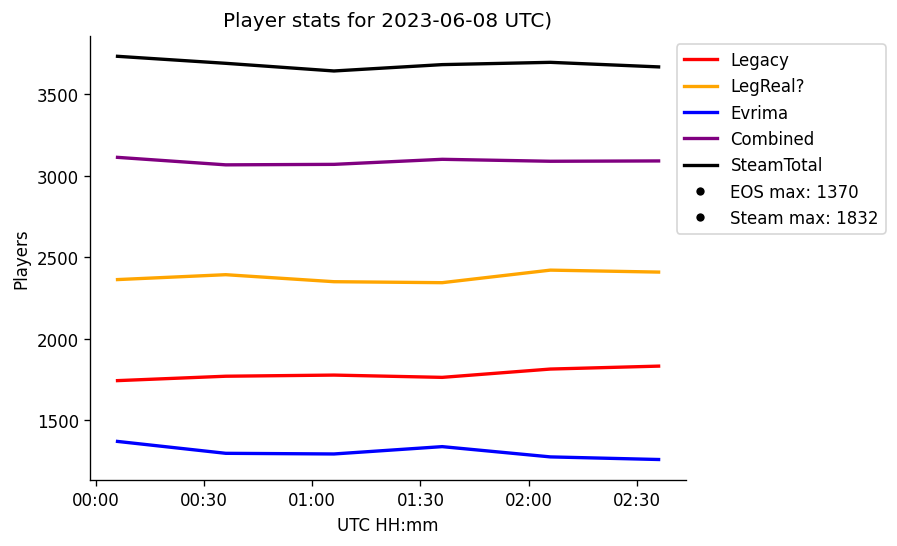 Player stats for 2023-06-08 UTC)
Legacy
LegReal?
Evrima
Combined
SteamTotal
EOS max: 1370
Steam max: 1832
Players
3500
3000
2500
2000
1500
00:00 00:30 01:00 01:30 02:00 02:30
UTC HH:mm